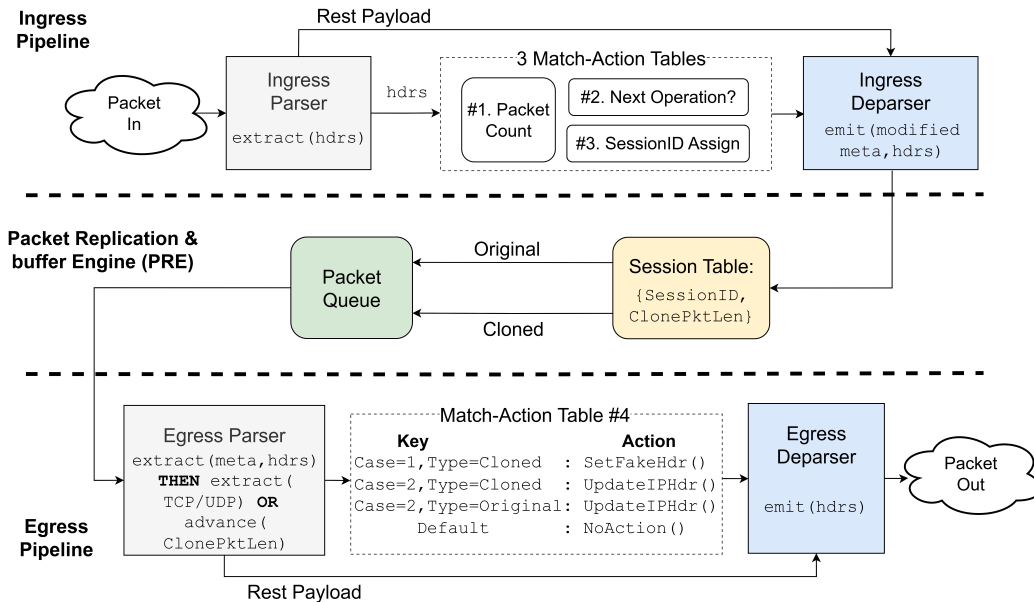 Ingress
Pipeline
Rest Payload
Packet
In
Ingress
Parser
extract(hdrs)
hdrs
3 Match-Action Tables
#1. Packet
Count
#2. Next Operation?
#3. SessionID Assign
Ingress
Deparser
emit(modified
meta,hdrs)
Packet Replication &
buffer Engine (PRE)
Packet
Queue
Original
Cloned
Session Table:
{SessionID,
ClonePktLen}
Egress
Pipeline
Egress Parser
extract(meta,hdrs)
THEN extract(
TCP/UDP) OR
advance(
ClonePktLen)
Match-Action Table #4
Key Action
Case=1,Type=Cloned : SetFakeHdr()
Case=2,Type=Cloned : UpdateIPHdr()
Case=2,Type=Original: UpdateIPHdr()
Default : NoAction()
Egress
Deparser
emit(hdrs)
Packet
Out
Rest Payload